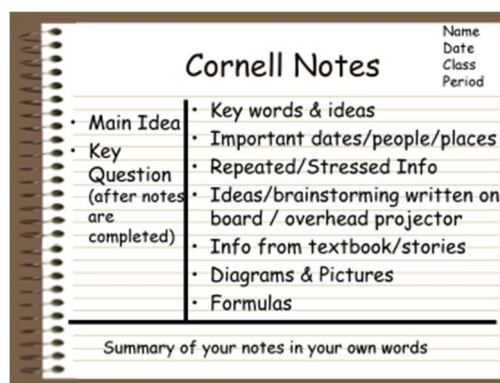 Name
Date
Class
Period
Cornell Notes
• Main Idea
• Key
Question
(after notes
are
completed)
• Key words & ideas
• Important dates/people/places
• Repeated/Stressed Info
• Ideas/brainstorming written on
board / overhead projector
• Info from textbook/stories
• Diagrams & Pictures
• Formulas
Summary of your notes in your own words